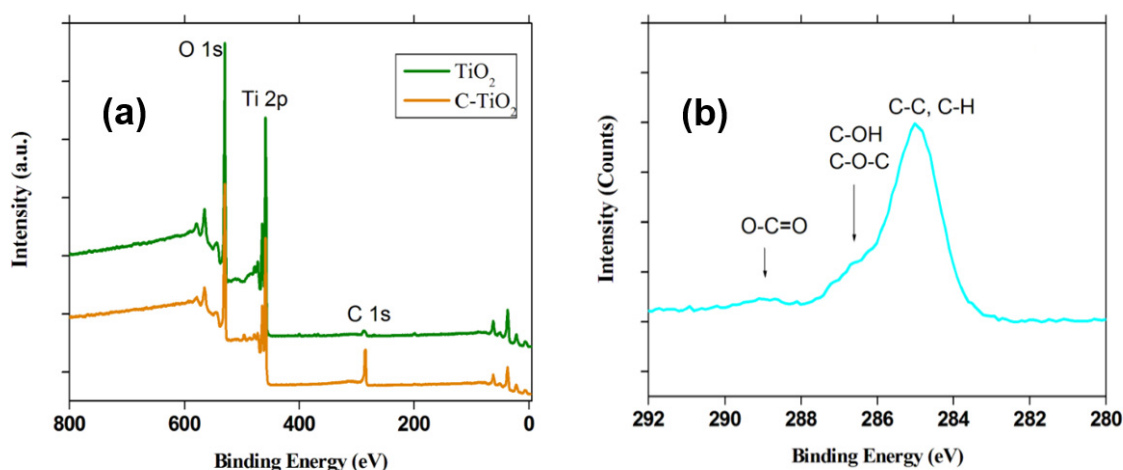 (a)
O 1s
Ti 2p
C 1s
TiO2
C-TiO2
Intensity (a.u.)
800
600
400
200
0
Binding Energy (eV)
(b)
C-C, C-H
C-OH
C-O-C
O-C=O
Intensity (Counts)
292
290
288
286
284
282
280
Binding Energy (eV)